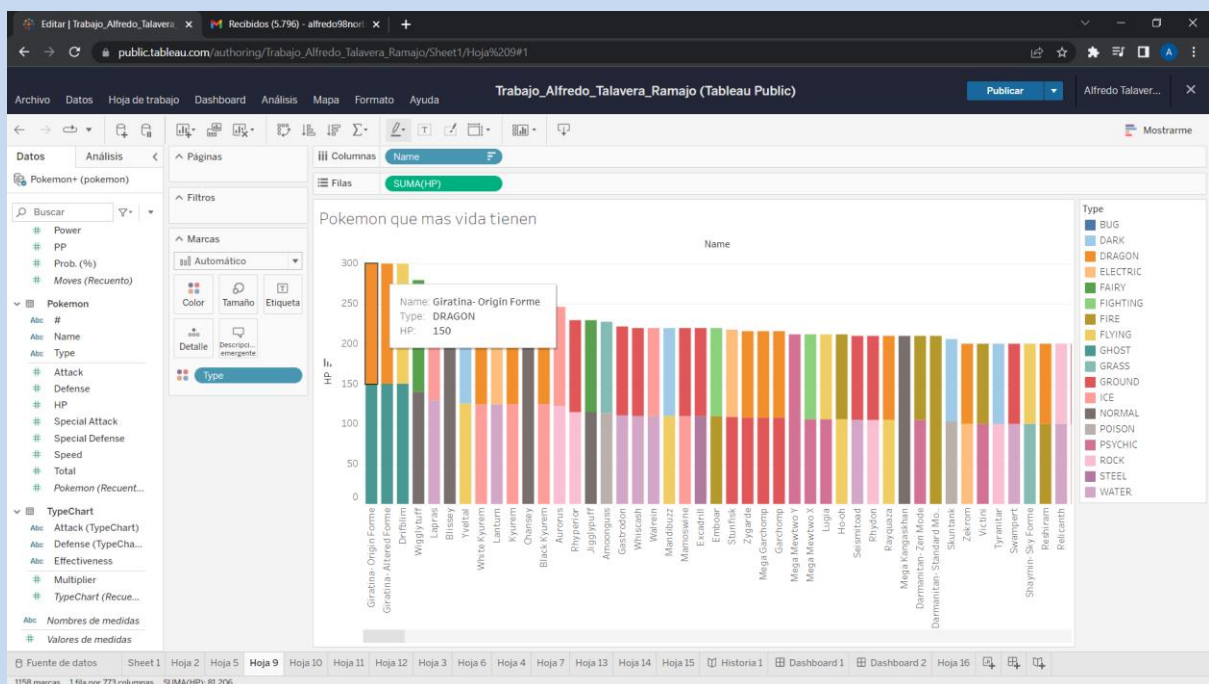 Editar | Trabajo_Alfredo_Talavera_
Recibidos (5.796) - alfredo98nort
public.tableau.com/authoring/Trabajo_Alfredo_Talavera_Ramajo/Sheet1/Hoja%209#1
A
Archivo Datos Hoja de trabajo Dashboard Análisis Mapa Formato Ayuda
Trabajo_Alfredo_Talavera_Ramajo (Tableau Public)
Publicar
Alfredo Talaver...
Mostrarme
Datos Análisis
Pokemon+ (pokemon)
Buscar
Power
PP
Prob. (%)
Moves (Recuento)
Pokemon
Abc #
Abc Name
Abc Type
Attack
Defense
HP
Special Attack
Special Defense
Speed
Total
Pokemon (Recuent...
TypeChart
Abc Attack (TypeChart)
Abc Defense (TypeCha...
Abc Effectiveness
Multiplier
TypeChart (Recue...
Abc Nombres de medidas
Valores de medidas
Páginas
Filtros
Marcas
Automático
Color Tamaño Etiqueta
Detalle Descripci... emergente
Type
Columnas Name
Filas SUMA(HP)
Pokemon que mas vida tienen
Name
HP
300
250
200
150
100
50
0
Name: Giratina- Origin Forme
Type: DRAGON
HP: 150
Giratina- Origin Forme
Giratina- Altered Forme
Drifblim
Wigglytuff
Lapras
Blissey
Yveltal
White Kyurem
Lanturn
Kyurem
Chansey
Black Kyurem
Aurorus
Rhyperior
Jigglypuff
Amoonguss
Gastrodon
Whiscash
Walrein
Mandibuzz
Mamoswine
Excadrill
Emboar
Stunfisk
Zygarde
Mega Garchomp
Garchomp
Mega Mewtwo Y
Mega Mewtwo X
Lugia
Ho-oh
Seismitoad
Rhydon
Rayquaza
Mega Kangaskhan
Darmanitan- Zen Mode
Darmanitan- Standard Mo..
Skuntank
Zekrom
Victini
Tyranitar
Swampert
Shaymin- Sky Forme
Reshiram
Relicanth
Type
BUG
DARK
DRAGON
ELECTRIC
FAIRY
FIGHTING
FIRE
FLYING
GHOST
GRASS
GROUND
ICE
NORMAL
POISON
PSYCHIC
ROCK
STEEL
WATER
Fuente de datos Sheet 1 Hoja 2 Hoja 5 Hoja 9 Hoja 10 Hoja 11 Hoja 12 Hoja 3 Hoja 6 Hoja 4 Hoja 7 Hoja 13 Hoja 14 Hoja 15 Historia 1 Dashboard 1 Dashboard 2 Hoja 16
1158 marcas 1 fila por 773 columnas SUMA(HP): 81.206